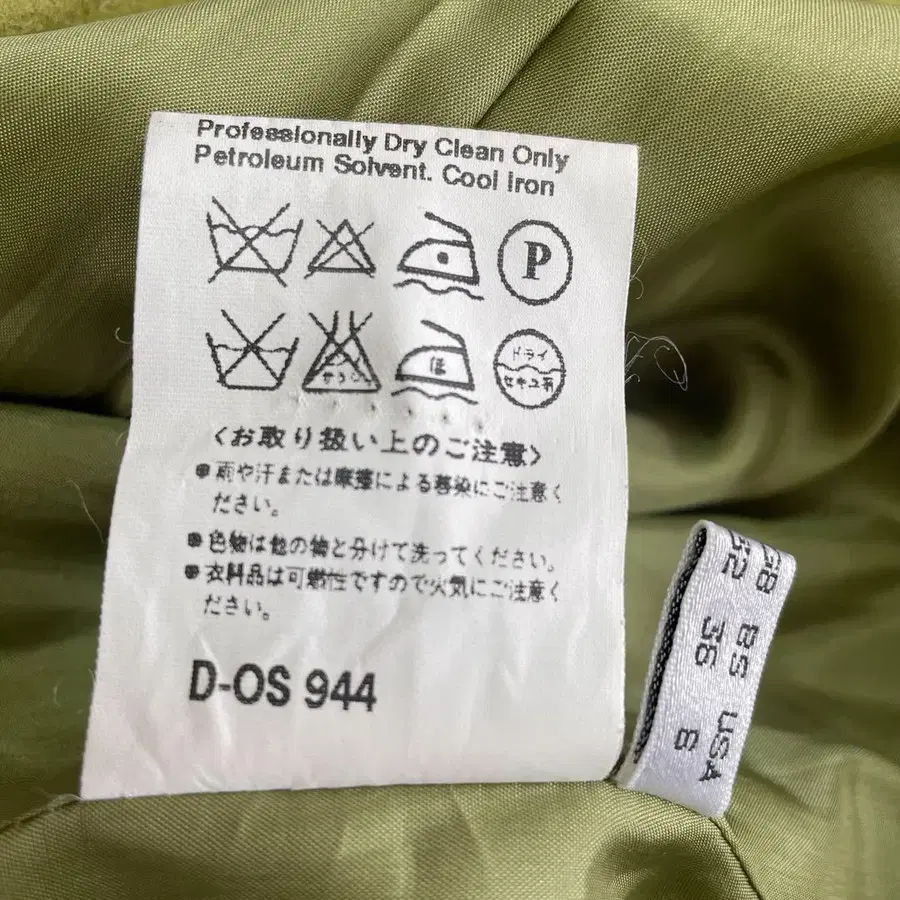 Professionally Dry Clean Only
Petroleum Solvent. Cool Iron
P
ほ
ドライ
セキユ系
〈お取り扱い上のご注意〉
●雨や汗または摩擦による移染にご注意く
ださい。
●色物は他の物と分けて洗ってください。
●衣料品は可燃性ですので火気にご注意く
ださい。
D-OS 944
GB BS USA
36